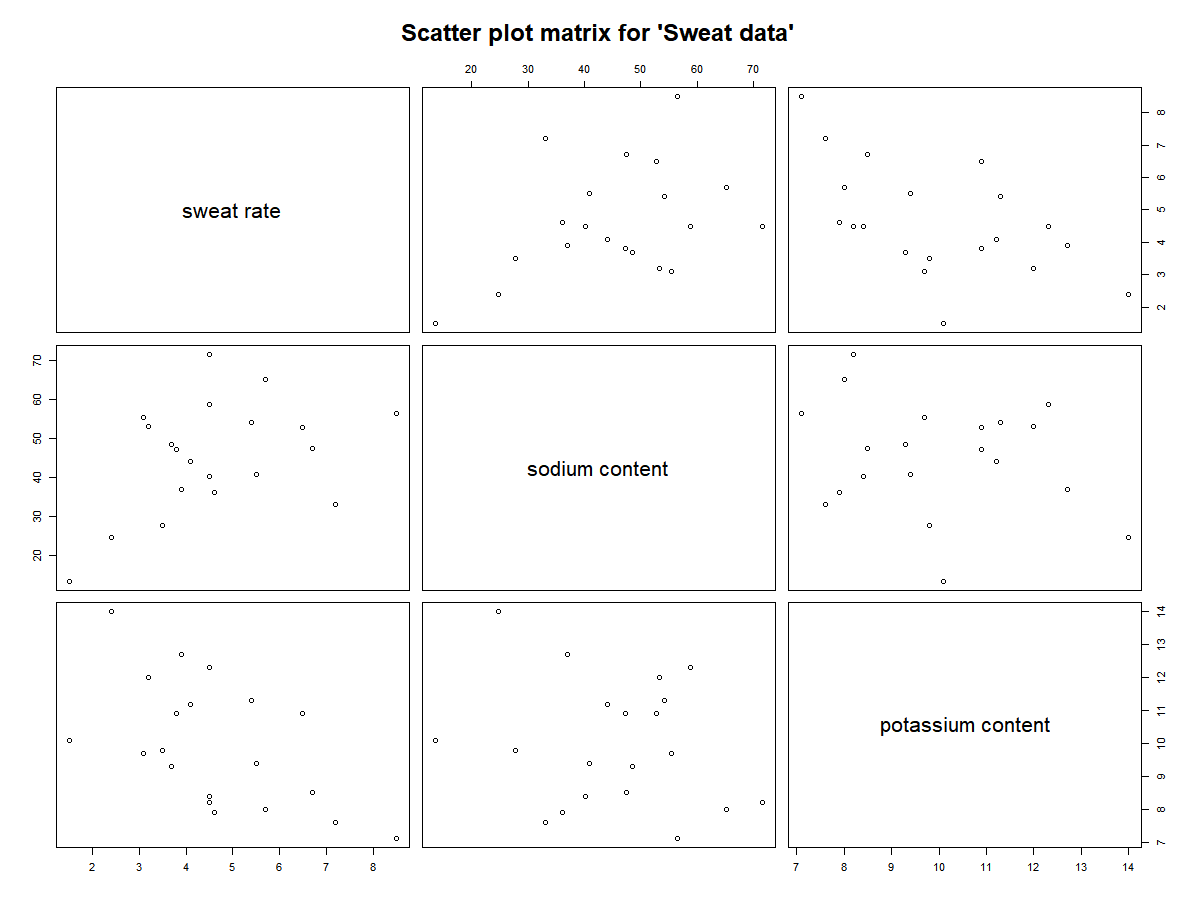 Scatter plot matrix for 'Sweat data'
20 30 40 50 60 70
sweat rate
2 3 4 5 6 7 8
20 30 40 50 60 70
sodium content
potassium content
7 8 9 10 11 12 13 14
2 3 4 5 6 7 8
7 8 9 10 11 12 13 14